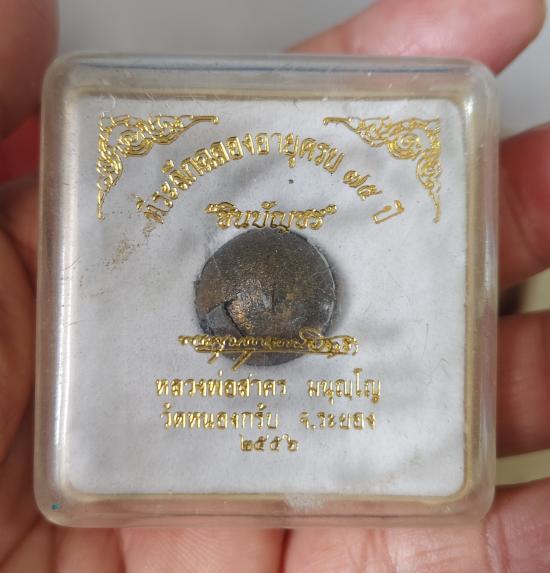 ที่ระลึกฉลองอายุครบ ๗๕ ปี
"ชินบัญชร"
หลวงพ่อสาคร มนุญฺโญ
วัดหนองกรับ จ.ระยอง
๒๕๕๖